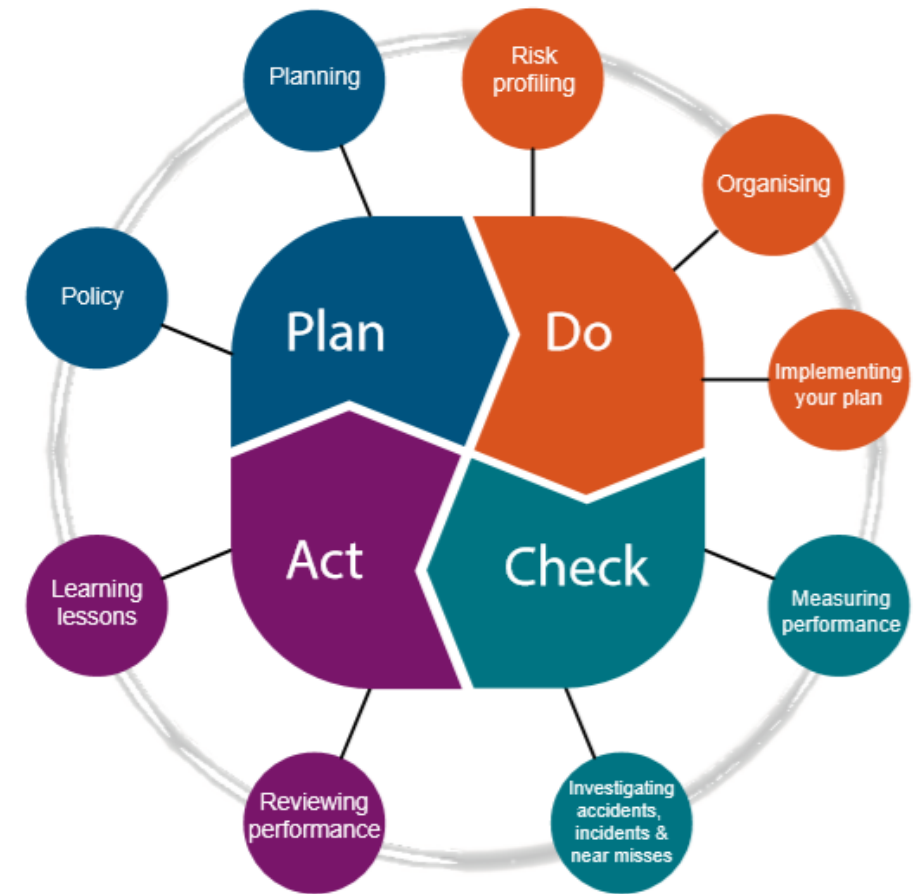 Planning
Risk
profiling
Organising
Policy
Plan
Do
Implementing
your plan
Act
Check
Learning
lessons
Measuring
performance
Reviewing
performance
Investigating
accidents,
incidents &
near misses